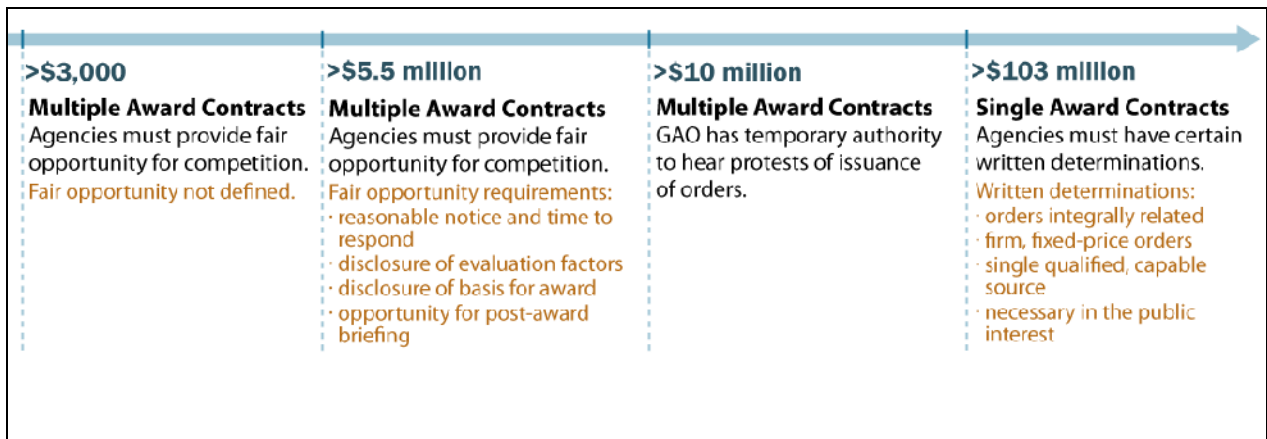 >$3,000
Multiple Award Contracts
Agencies must provide fair
opportunity for competition.
Fair opportunity not defined.
>$5.5 million
Multiple Award Contracts
Agencies must provide fair
opportunity for competition.
Fair opportunity requirements:
· reasonable notice and time to
respond
· disclosure of evaluation factors
· disclosure of basis for award
· opportunity for post-award
briefing
>$10 million
Multiple Award Contracts
GAO has temporary authority
to hear protests of issuance
of orders.
>$103 million
Single Award Contracts
Agencies must have certain
written determinations.
Written determinations:
· orders integrally related
· firm, fixed-price orders
· single qualified, capable
source
· necessary in the public
interest